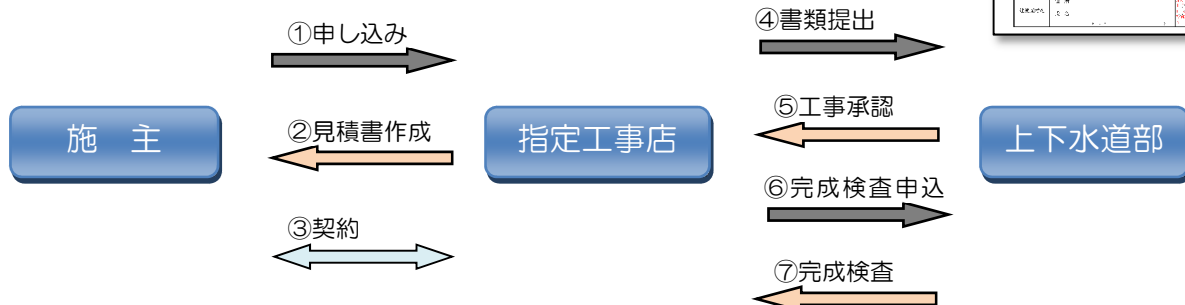 ①申し込み
②見積書作成
③契約
施　主
指定工事店
④書類提出
⑤工事承認
⑥完成検査申込
⑦完成検査
上下水道部